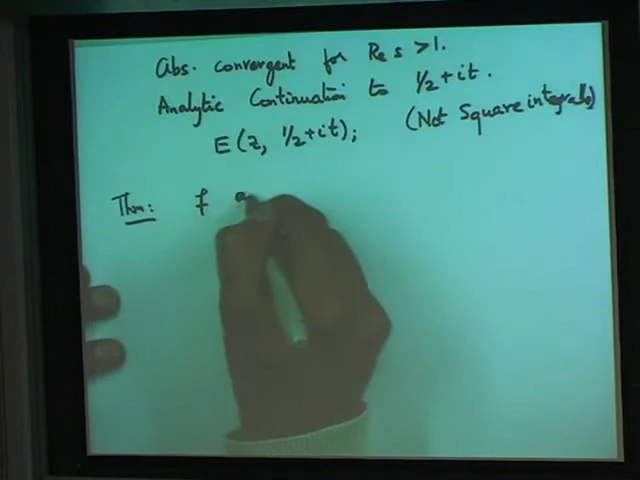 Abs. convergent for Re s > 1.
Analytic Continuation to 1/2 + it.
E(z, 1/2 + it); (Not Square integrable)
Thm: f